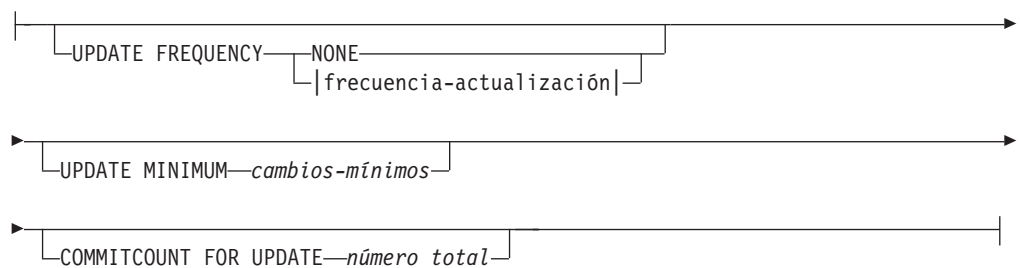 UPDATE FREQUENCY NONE
frecuencia-actualización
UPDATE MINIMUM cambios-mínimos
COMMITCOUNT FOR UPDATE número total